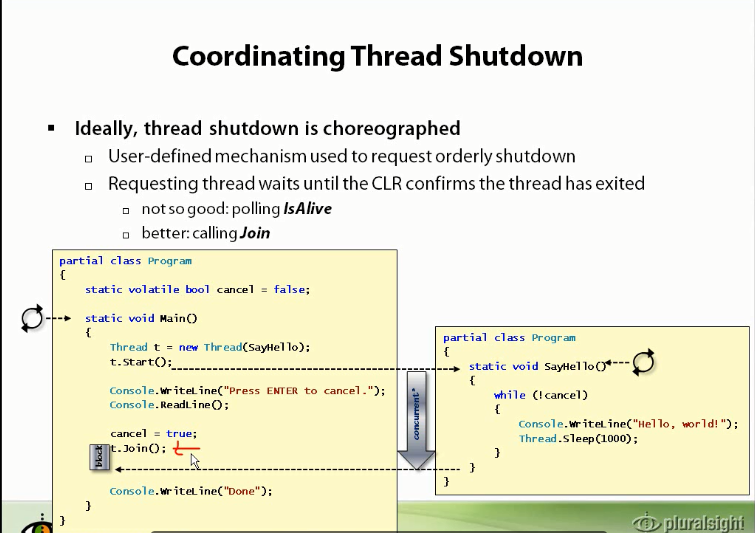 Coordinating Thread Shutdown
Ideally, thread shutdown is choreographed
User-defined mechanism used to request orderly shutdown
Requesting thread waits until the CLR confirms the thread has exited
not so good: polling IsAlive
better: calling Join
partial class Program
{
static volatile bool cancel = false;
static void Main()
{
Thread t = new Thread(SayHello);
t.Start();
Console.WriteLine("Press ENTER to cancel.");
Console.ReadLine();
cancel = true;
block
t.Join();
Console.WriteLine("Done");
}
}
concurrent*
partial class Program
{
static void SayHello()
{
while (!cancel)
{
Console.WriteLine("Hello, world!");
Thread.Sleep(1000);
}
}
}
pluralsight